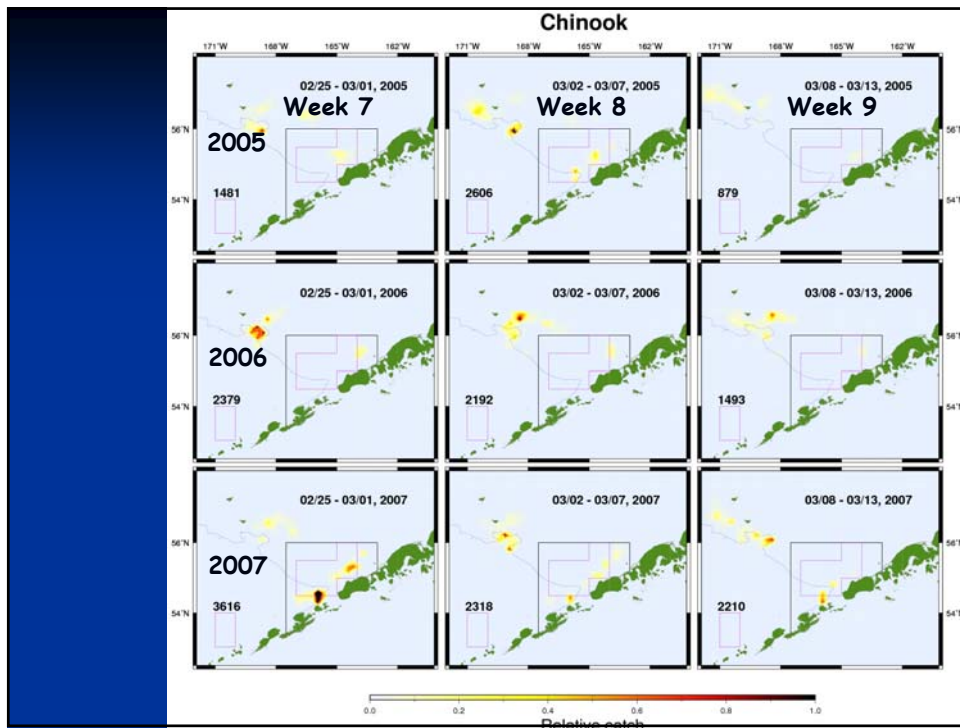 Chinook
171˚W 168˚W 165˚W 162˚W 171˚W 168˚W 165˚W 162˚W 171˚W 168˚W 165˚W 162˚W
02/25 - 03/01, 2005 03/02 - 03/07, 2005 03/08 - 03/13, 2005
Week 7 Week 8 Week 9
56˚N 56˚N
2005
1481 2606 879
54˚N 54˚N
02/25 - 03/01, 2006 03/02 - 03/07, 2006 03/08 - 03/13, 2006
56˚N 56˚N
2006
2379 2192 1493
54˚N 54˚N
02/25 - 03/01, 2007 03/02 - 03/07, 2007 03/08 - 03/13, 2007
56˚N 56˚N
2007
3616 2318 2210
54˚N 54˚N
0.0 0.2 0.4 0.6 0.8 1.0
Relative catch